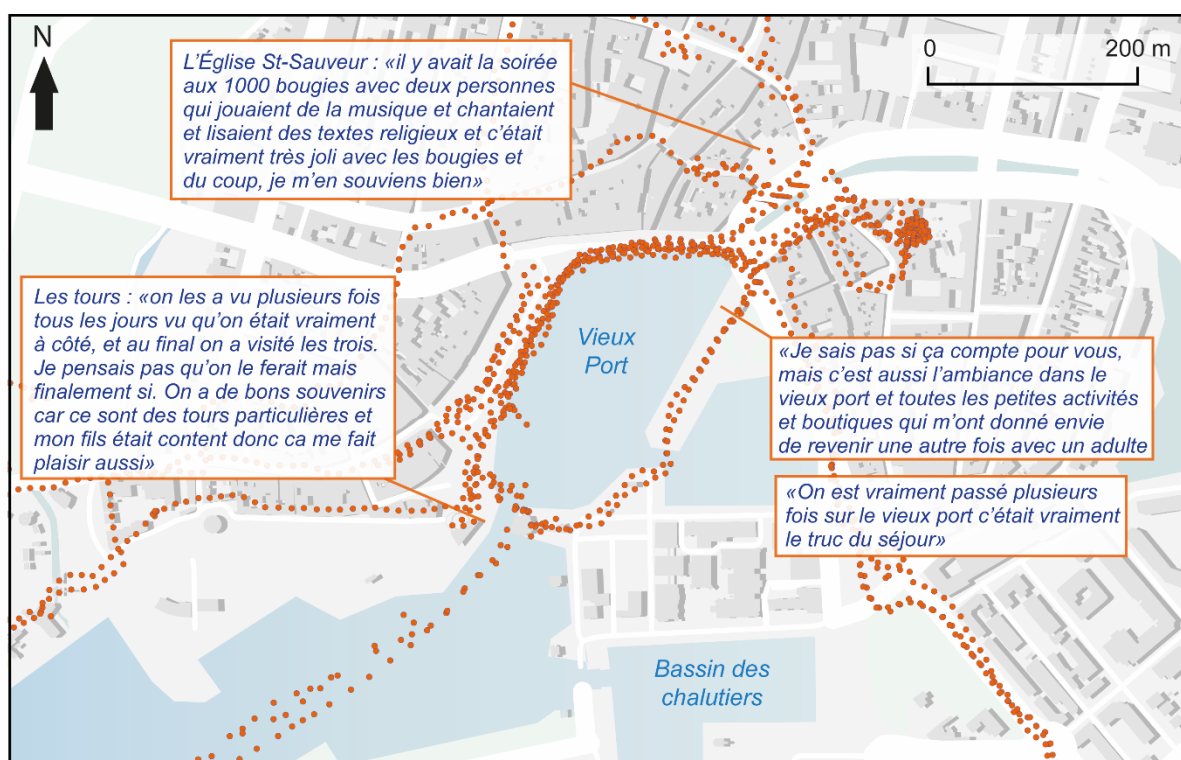 N
0
200 m
L'Église St-Sauveur : «il y avait la soirée
aux 1000 bougies avec deux personnes
qui jouaient de la musique et chantaient
et lisaient des textes religieux et c'était
vraiment très joli avec les bougies et
du coup, je m'en souviens bien»
Les tours : «on les a vu plusieurs fois
tous les jours vu qu'on était vraiment
à côté, et au final on a visité les trois.
Je pensais pas qu'on le ferait mais
finalement si. On a de bons souvenirs
car ce sont des tours particulières et
mon fils était content donc ca me fait
plaisir aussi»
Vieux
Port
«Je sais pas si ça compte pour vous,
mais c'est aussi l'ambiance dans le
vieux port et toutes les petites activités
et boutiques qui m'ont donné envie
de revenir une autre fois avec un adulte
«On est vraiment passé plusieurs
fois sur le vieux port c'était vraiment
le truc du séjour»
Bassin des
chalutiers